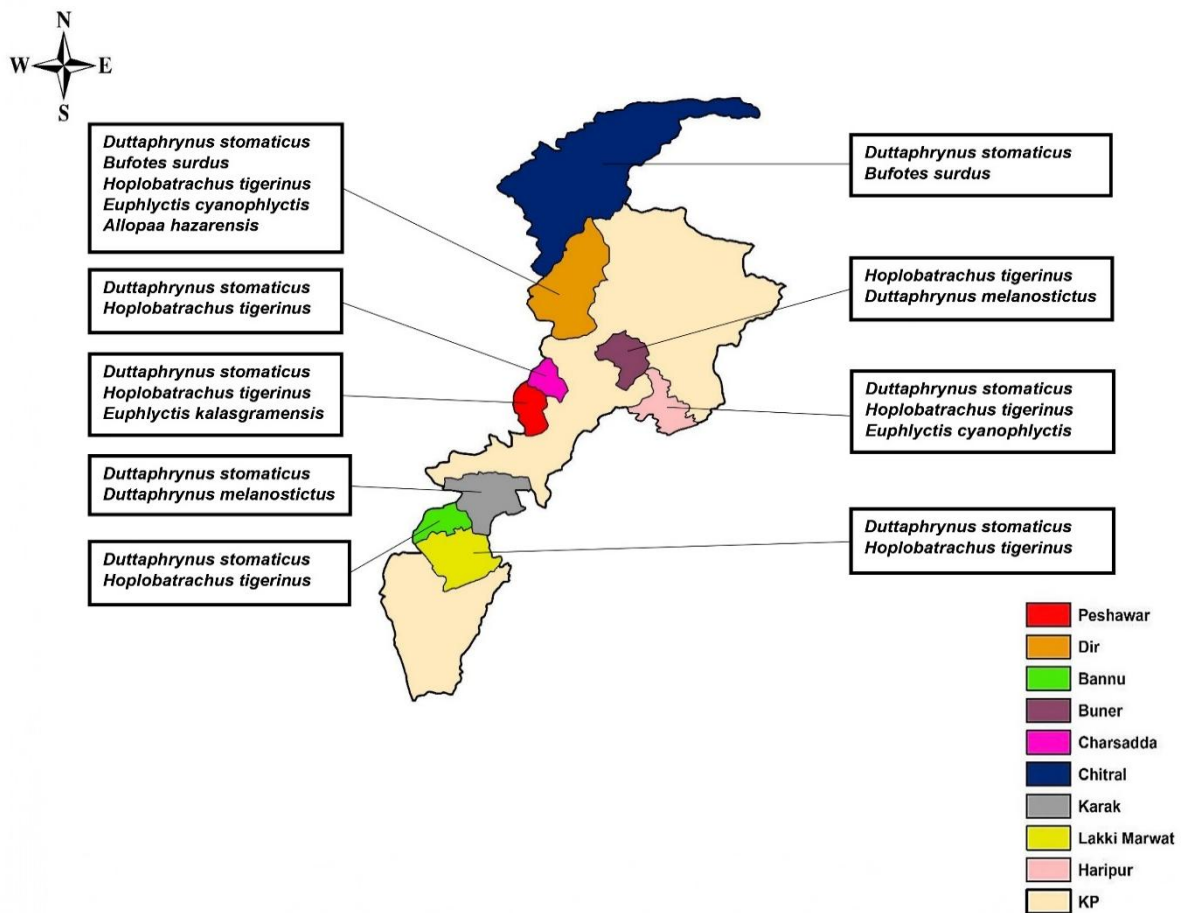 N
W E
S
Duttaphrynus stomaticus
Bufotes surdus
Hoplobatrachus tigerinus
Euphlyctis cyanophlyctis
Allopaa hazarensis
Duttaphrynus stomaticus
Hoplobatrachus tigerinus
Duttaphrynus stomaticus
Hoplobatrachus tigerinus
Euphlyctis kalasgramensis
Duttaphrynus stomaticus
Duttaphrynus melanostictus
Duttaphrynus stomaticus
Hoplobatrachus tigerinus
Duttaphrynus stomaticus
Bufotes surdus
Hoplobatrachus tigerinus
Duttaphrynus melanostictus
Duttaphrynus stomaticus
Hoplobatrachus tigerinus
Euphlyctis cyanophlyctis
Duttaphrynus stomaticus
Hoplobatrachus tigerinus
Peshawar
Dir
Bannu
Buner
Charsadda
Chitral
Karak
Lakki Marwat
Haripur
KP